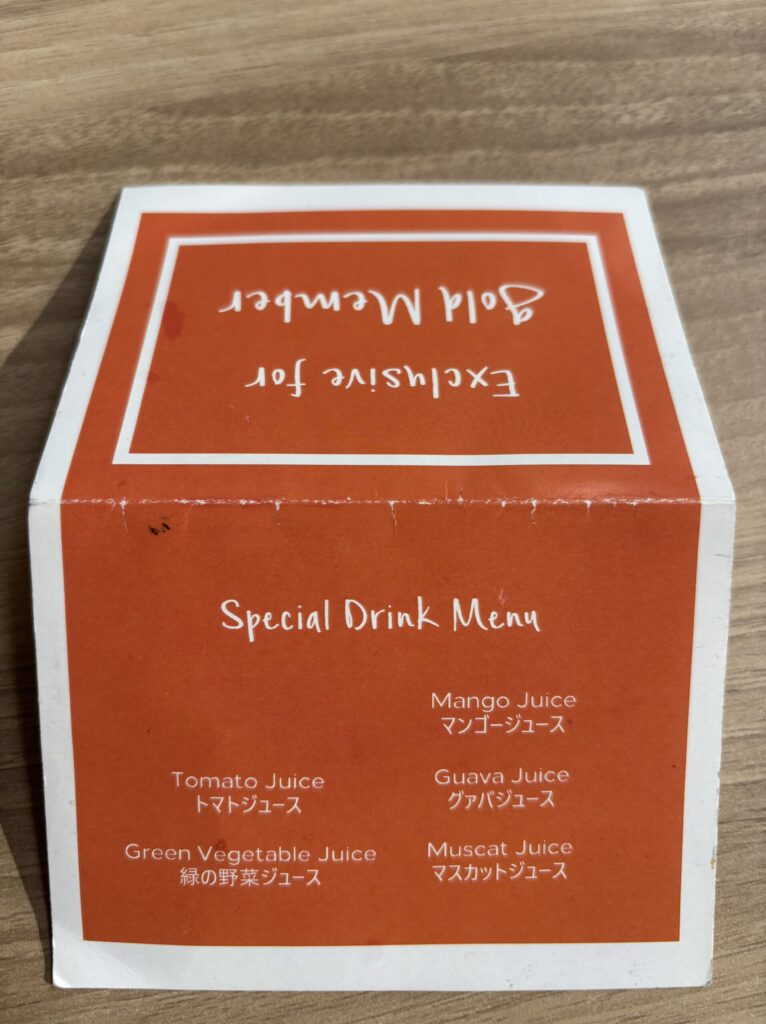 Exclusive for
gold Member
Special Drink Menu
Mango Juice
マンゴージュース
Tomato Juice
トマトジュース
Guava Juice
グァバジュース
Green Vegetable Juice
緑の野菜ジュース
Muscat Juice
マスカットジュース